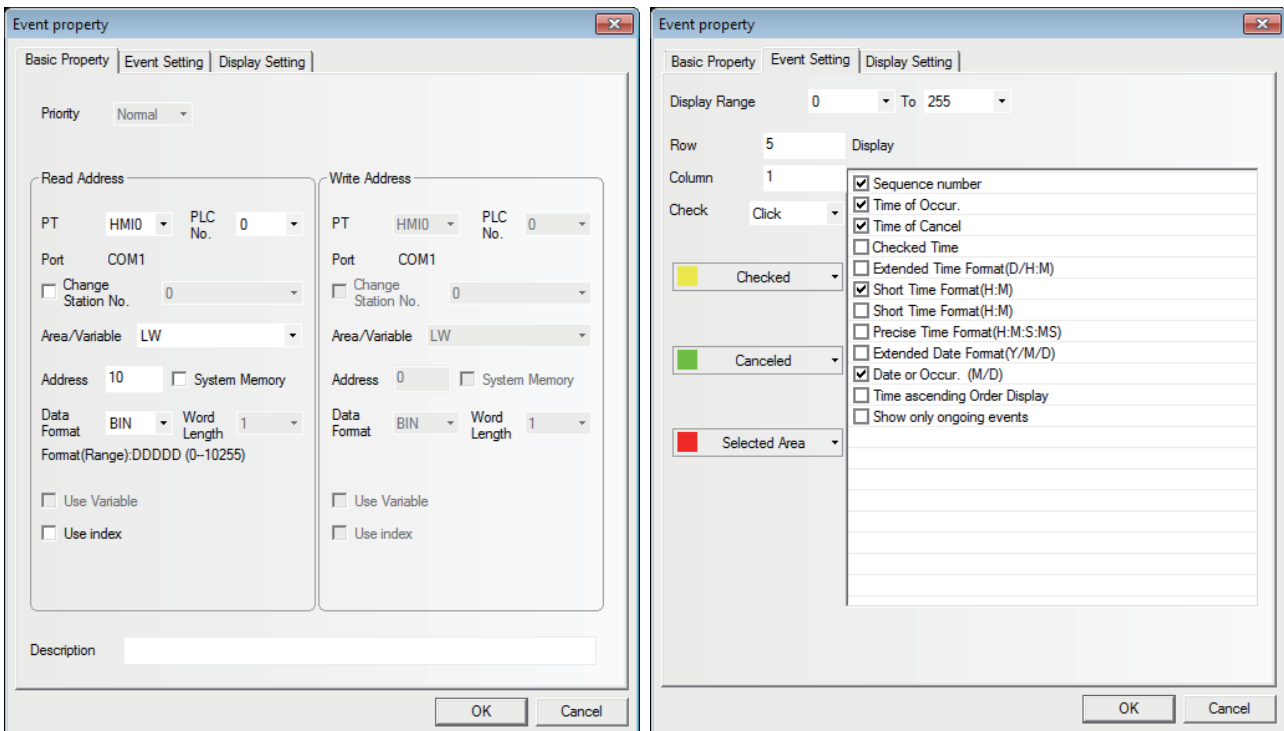 Event property
Basic Property Event Setting Display Setting
Priority Normal
Read Address
PT HMI0 PLC No. 0
Port COM1
Change Station No. 0
Area/Variable LW
Address 10 System Memory
Data Format BIN Word Length 1
Format(Range):DDDDD (0--10255)
Use Variable
Use index
Write Address
PT HMI0 PLC No. 0
Port COM1
Change Station No. 0
Area/Variable LW
Address 0 System Memory
Data Format BIN Word Length 1
Use Variable
Use index
Description
OK Cancel
Event property
Basic Property Event Setting Display Setting
Display Range 0 To 255
Row 5
Column 1
Check Click
Checked
Canceled
Selected Area
Display
Sequence number
Time of Occur.
Time of Cancel
Checked Time
Extended Time Format(D/H:M)
Short Time Format(H:M)
Short Time Format(H:M)
Precise Time Format(H:M:S:MS)
Extended Date Format(Y/M/D)
Date or Occur. (M/D)
Time ascending Order Display
Show only ongoing events
OK Cancel